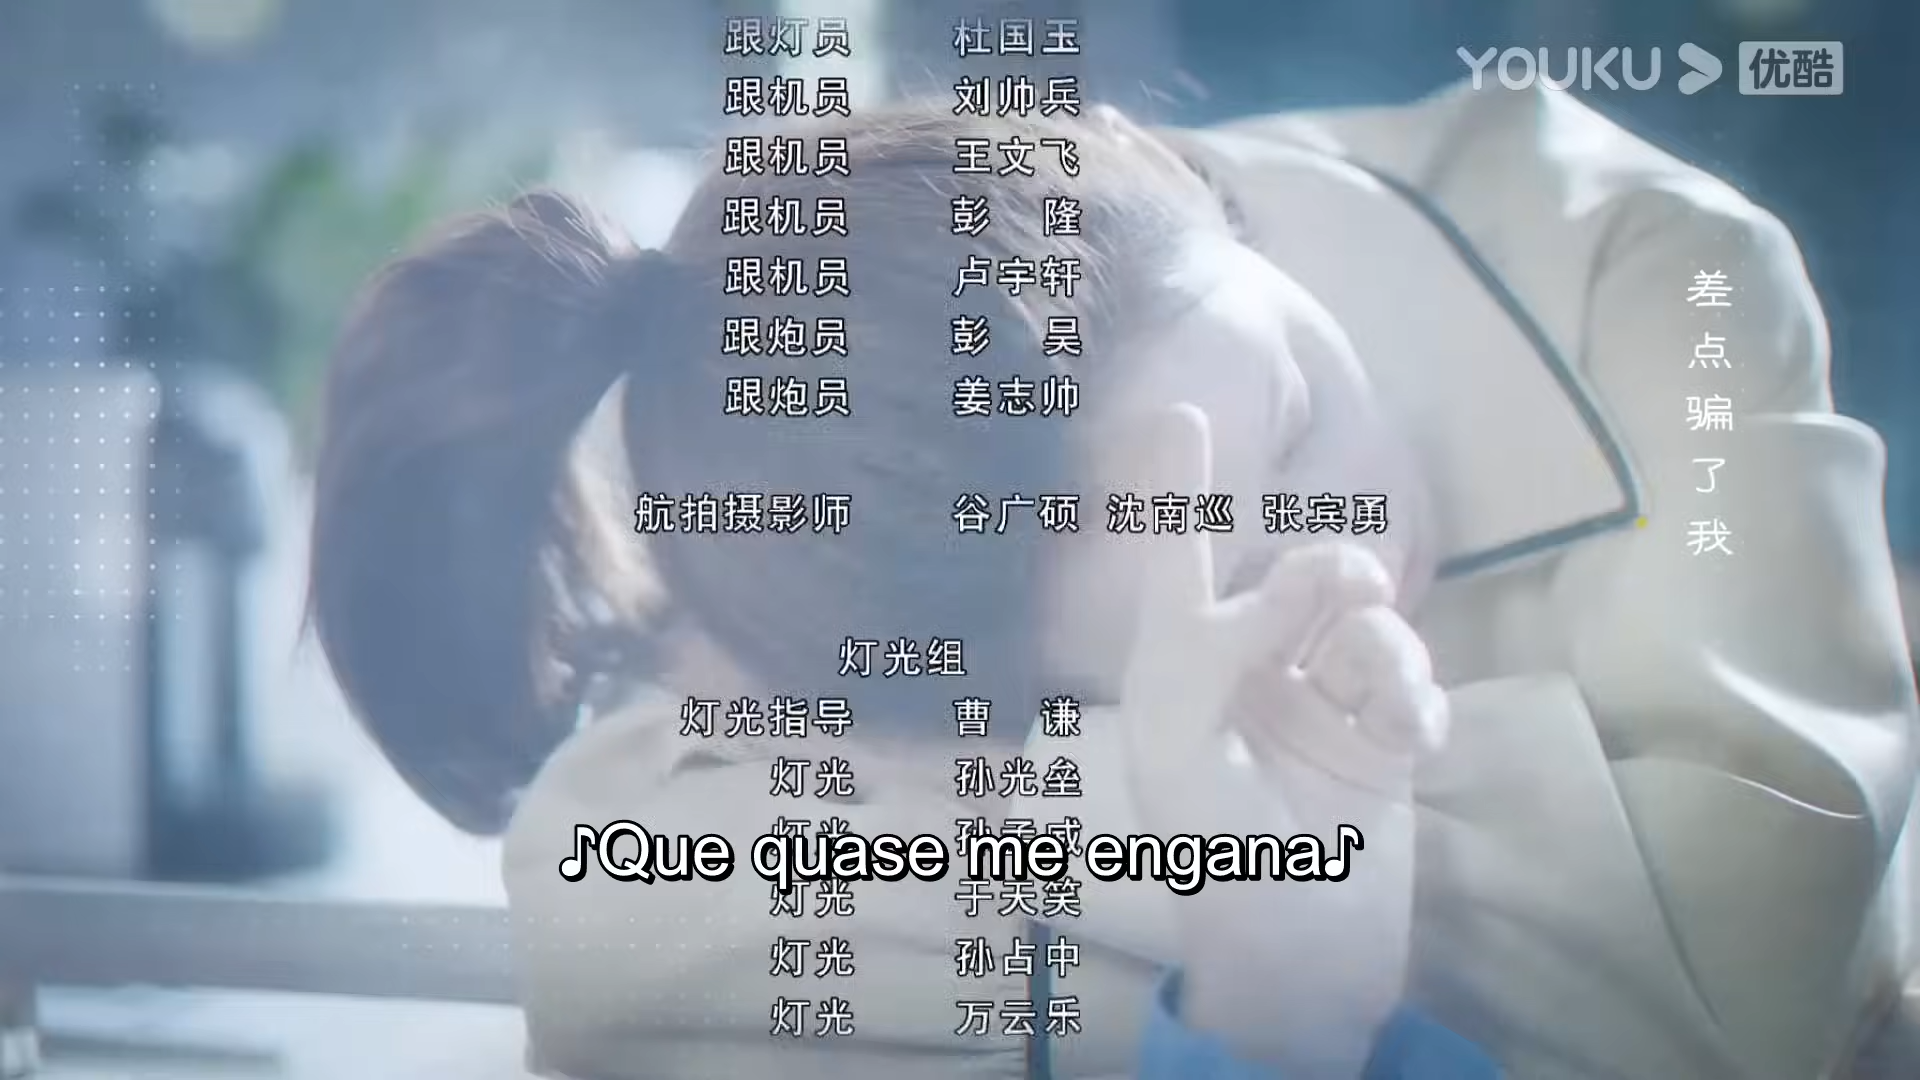 跟灯员 杜国玉
YOUKU 优酷
跟机员 刘帅兵
跟机员 王文飞
跟机员 彭 隆
跟机员 卢宇轩
跟炮员 彭 昊
跟炮员 姜志帅
差点骗了我
航拍摄影师 谷广硕 沈南巡 张宾勇
灯光组
灯光指导 曹 谦
灯光 孙光垒
灯光
♪Que quase me engana♪
灯光 于天笑
灯光 孙占中
灯光 万云乐